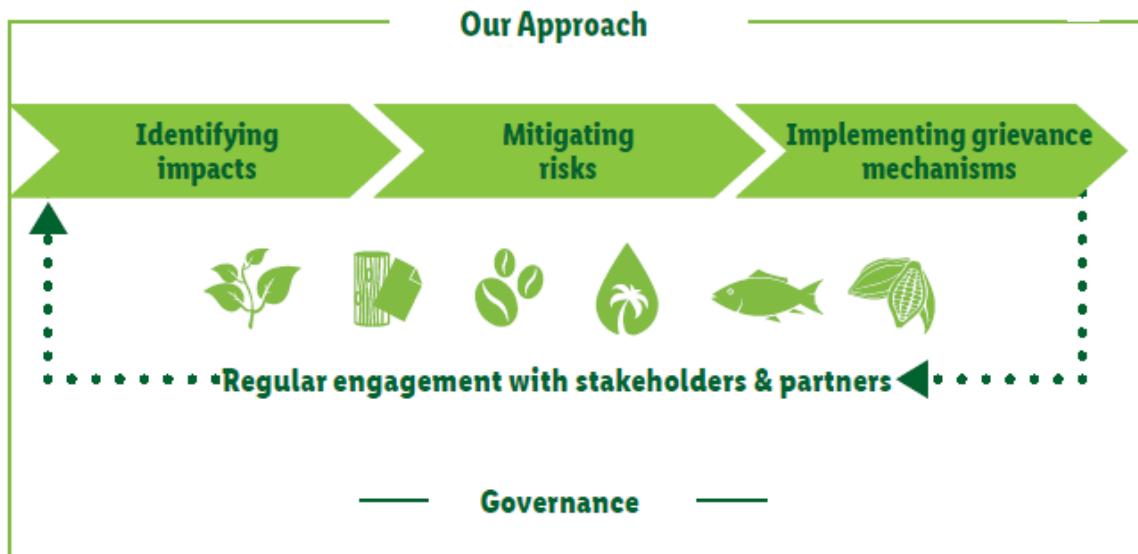 Our Approach
Identifying
impacts
Mitigating
risks
Implementing grievance
mechanisms
Regular engagement with stakeholders & partners
Governance